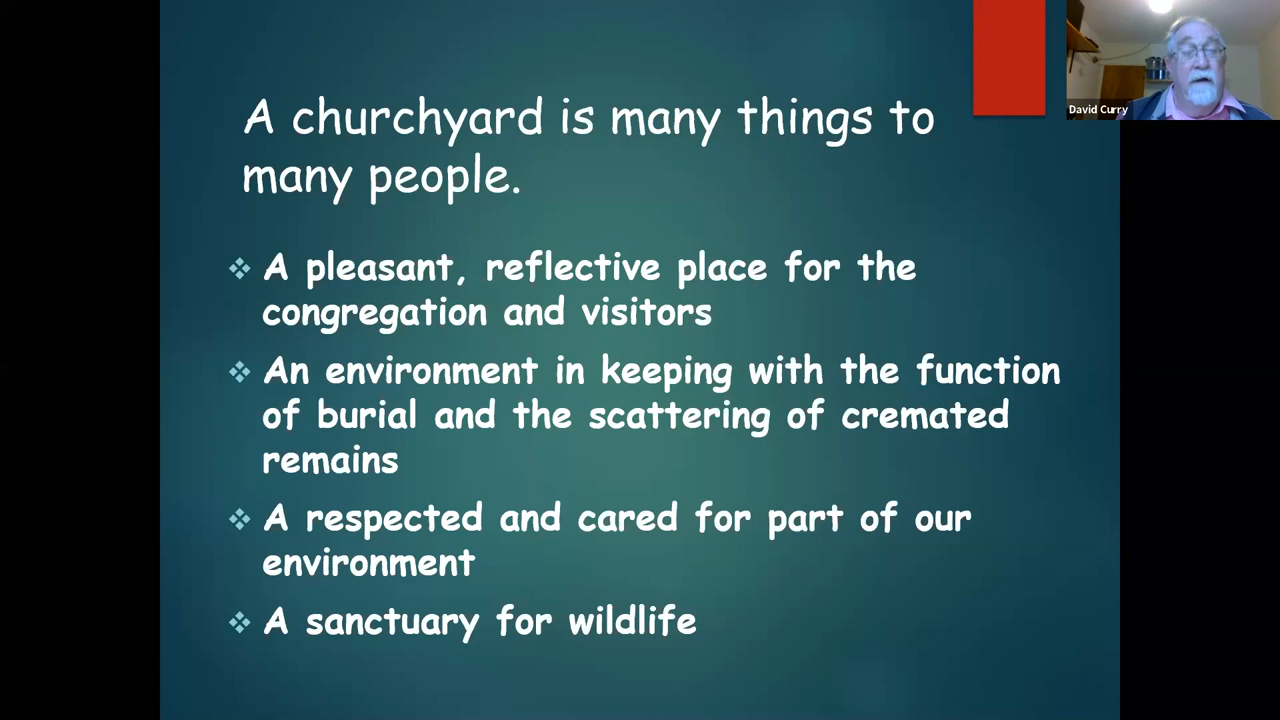 A churchyard is many things to
many people.
A pleasant, reflective place for the
congregation and visitors
An environment in keeping with the function
of burial and the scattering of cremated
remains
A respected and cared for part of our
environment
A sanctuary for wildlife
David Curry